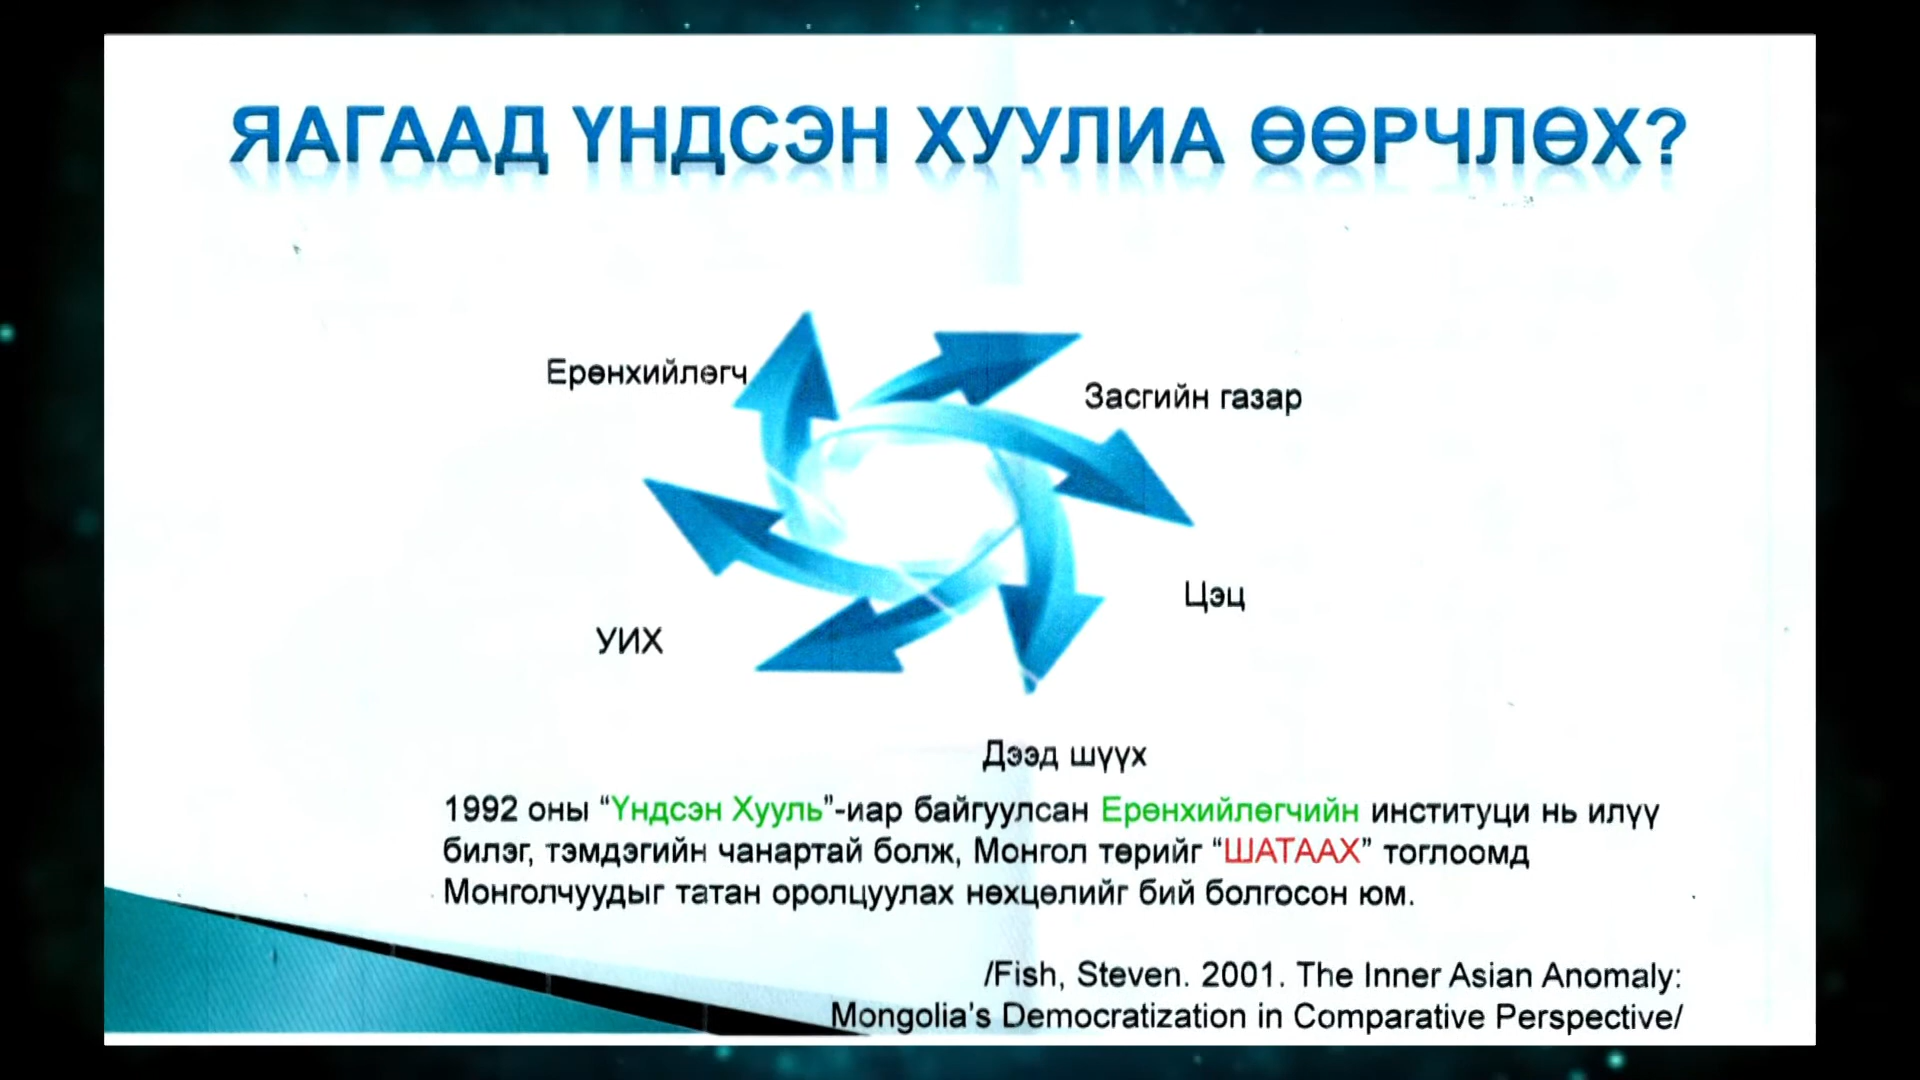 ЯАГААД ҮНДСЭН ХУУЛИА ӨӨРЧЛӨХ?
Ерөнхийлөгч
Засгийн газар
Цэц
УИХ
Дээд шүүх
1992 оны “Үндсэн Хууль”-иар байгуулсан Ерөнхийлөгчийн институци нь илүү
билэг, тэмдэгийн чанартай болж, Монгол төрийг “ШАТААХ” тоглоомд
Монголчуудыг татан оролцуулах нөхцөлийг бий болгосон юм.
/Fish, Steven. 2001. The Inner Asian Anomaly:
Mongolia's Democratization in Comparative Perspective/